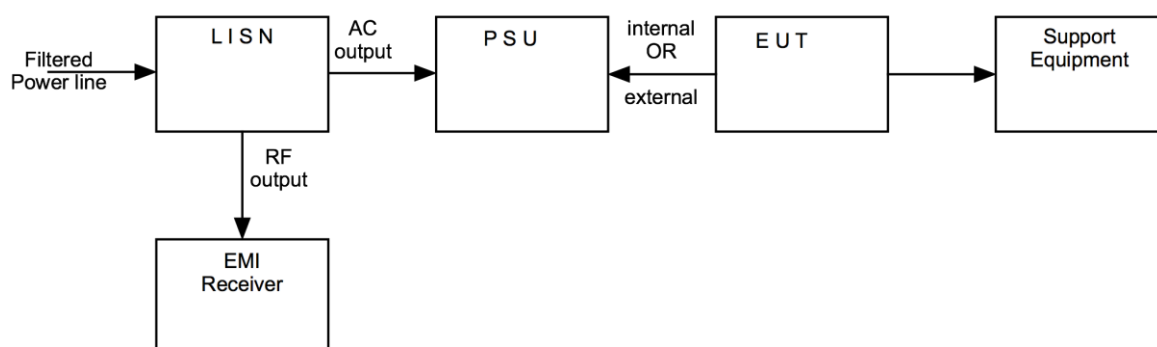 L I S N
AC
output
P S U
internal
OR
external
E U T
Support
Equipment
Filtered
Power line
RF
output
EMI
Receiver